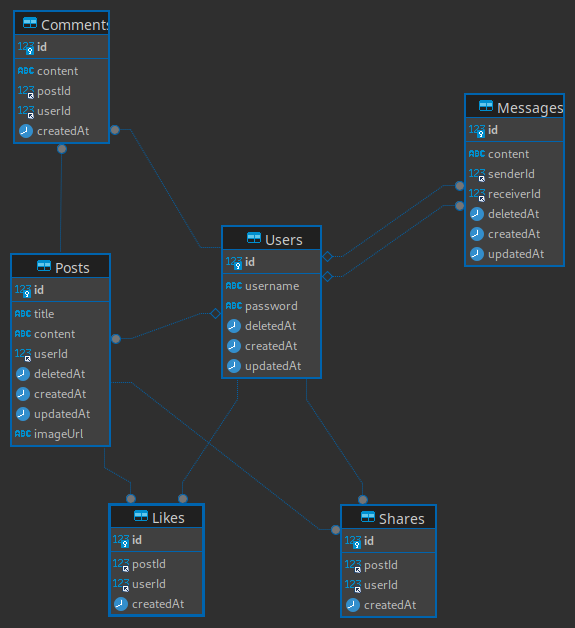 Comments
123 id
ABC content
123 postId
123 userId
createdAt
Messages
123 id
ABC content
123 senderId
123 receiverId
deletedAt
createdAt
updatedAt
Users
123 id
ABC username
ABC password
deletedAt
createdAt
updatedAt
Posts
123 id
ABC title
ABC content
123 userId
deletedAt
createdAt
updatedAt
ABC imageUrl
Likes
123 id
123 postId
123 userId
createdAt
Shares
123 id
123 postId
123 userId
createdAt